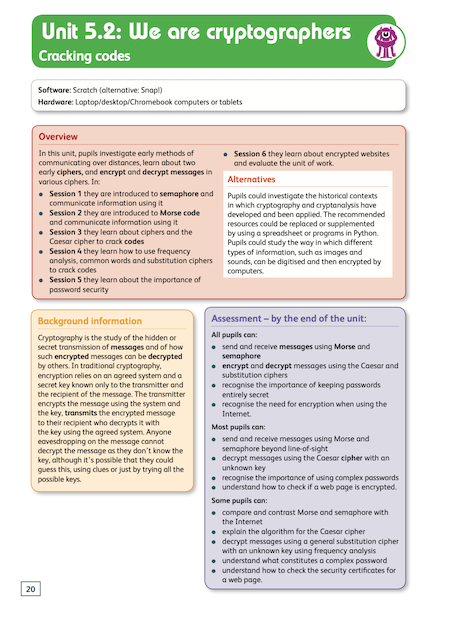 Unit 5.2: We are cryptographers
Cracking codes
Software: Scratch (alternative: Snap!)
Hardware: Laptop/desktop/Chromebook computers or tablets
Overview
In this unit, pupils investigate early methods of
communicating over distances, learn about two
early ciphers, and encrypt and decrypt messages in
various ciphers. In:
● Session 1 they are introduced to semaphore and
communicate information using it
● Session 2 they are introduced to Morse code
and communicate information using it
● Session 3 they learn about ciphers and the
Caesar cipher to crack codes
● Session 4 they learn how to use frequency
analysis, common words and substitution ciphers
to crack codes
● Session 5 they learn about the importance of
password security
● Session 6 they learn about encrypted websites
and evaluate the unit of work.
Alternatives
Pupils could investigate the historical contexts
in which cryptography and cryptanalysis have
developed and been applied. The recommended
resources could be replaced or supplemented
by using a spreadsheet or programs in Python.
Pupils could study the way in which different
types of information, such as images and
sounds, can be digitised and then encrypted by
computers.
Background information
Cryptography is the study of the hidden or
secret transmission of messages and of how
such encrypted messages can be decrypted
by others. In traditional cryptography,
encryption relies on an agreed system and a
secret key known only to the transmitter and
the recipient of the message. The transmitter
encrypts the message using the system and
the key, transmits the encrypted message
to their recipient who decrypts it with
the key using the agreed system. Anyone
eavesdropping on the message cannot
decrypt the message as they don't know the
key, although it's possible that they could
guess this, using clues or just by trying all the
possible keys.
Assessment – by the end of the unit:
All pupils can:
● send and receive messages using Morse and
semaphore
● encrypt and decrypt messages using the Caesar and
substitution ciphers
● recognise the importance of keeping passwords
entirely secret
● recognise the need for encryption when using the
Internet.
Most pupils can:
● send and receive messages using Morse and
semaphore beyond line-of-sight
● decrypt messages using the Caesar cipher with an
unknown key
● recognise the importance of using complex passwords
● understand how to check if a web page is encrypted.
Some pupils can:
● compare and contrast Morse and semaphore with
the Internet
● explain the algorithm for the Caesar cipher
● decrypt messages using a general substitution cipher
with an unknown key using frequency analysis
● understand what constitutes a complex password
● understand how to check the security certificates for
a web page.
20